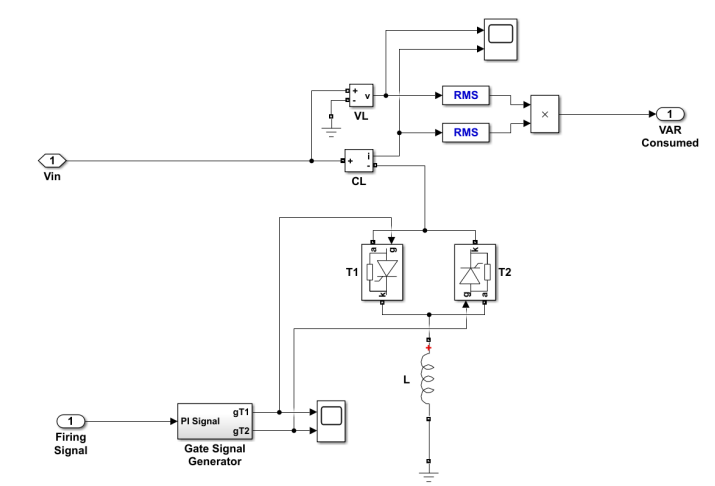 +
-
v
VL
RMS
×
1
VAR
Consumed
RMS
1
Vin
+
i
-
CL
a
g
k
T1
k
g
a
T2
+
L
1
Firing
Signal
PI Signal
gT1
gT2
Gate Signal
Generator